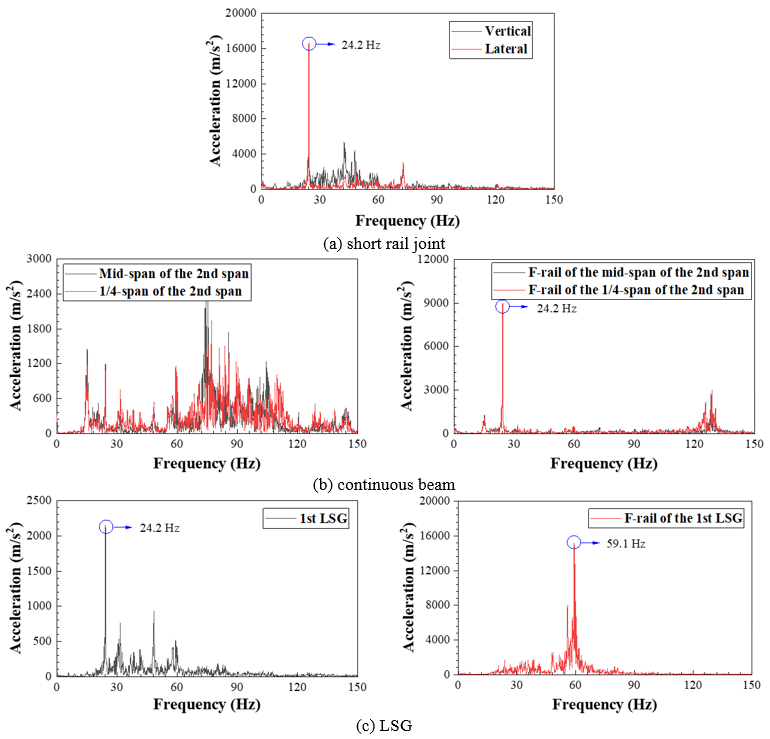 20000
16000
12000
8000
4000
0
Acceleration (m/s²)
24.2 Hz
Vertical
Lateral
0 30 60 90 120 150
Frequency (Hz)
(a) short rail joint
3000
2400
1800
1200
600
0
Acceleration (m/s²)
Mid-span of the 2nd span
1/4-span of the 2nd span
0 30 60 90 120 150
Frequency (Hz)
12000
9000
6000
3000
0
Acceleration (m/s²)
F-rail of the mid-span of the 2nd span
F-rail of the 1/4-span of the 2nd span
24.2 Hz
0 30 60 90 120 150
Frequency (Hz)
(b) continuous beam
2500
2000
1500
1000
500
0
Acceleration (m/s²)
1st LSG
24.2 Hz
0 30 60 90 120 150
Frequency (Hz)
20000
16000
12000
8000
4000
0
Acceleration (m/s²)
F-rail of the 1st LSG
59.1 Hz
0 30 60 90 120 150
Frequency (Hz)
(c) LSG